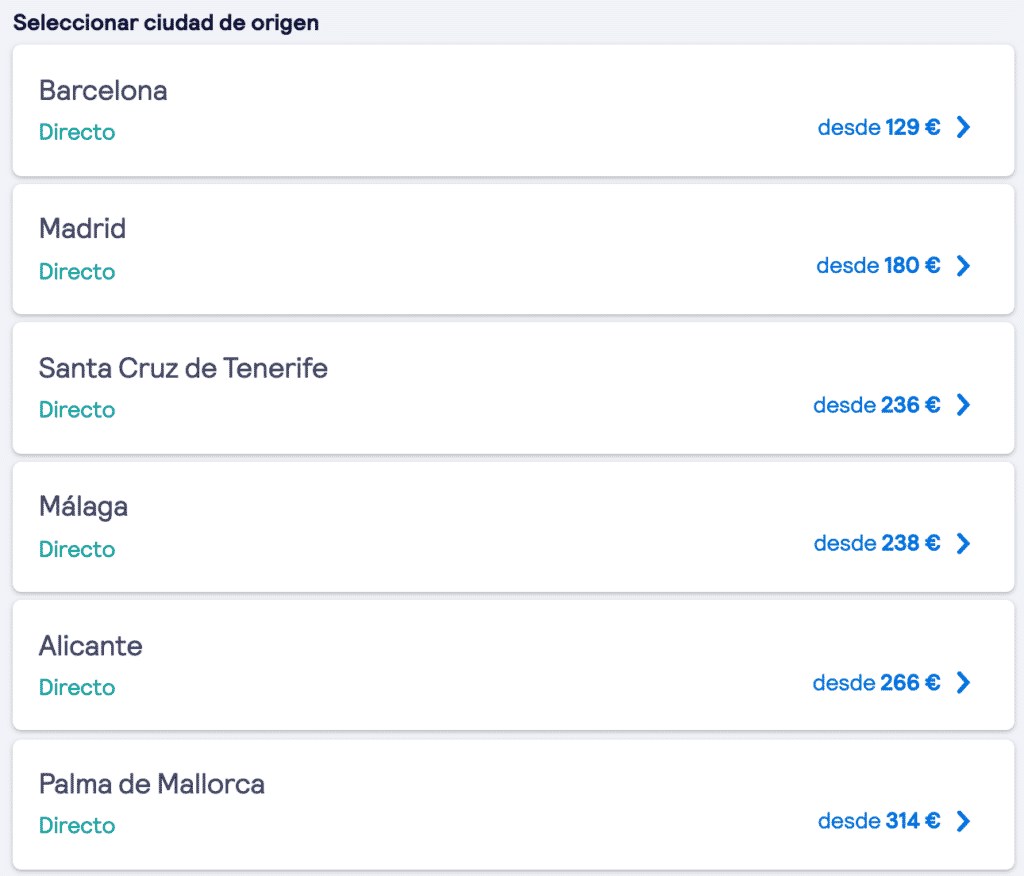 Seleccionar ciudad de origen
Barcelona
Directo
desde 129 €
Madrid
Directo
desde 180 €
Santa Cruz de Tenerife
Directo
desde 236 €
Málaga
Directo
desde 238 €
Alicante
Directo
desde 266 €
Palma de Mallorca
Directo
desde 314 €